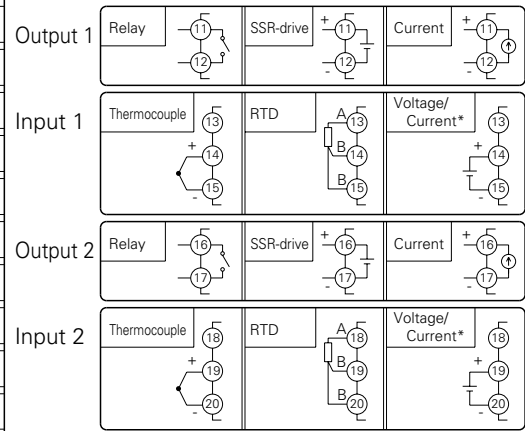 Output 1
Relay
11
12
SSR-drive
+
11
-
12
Current
+
11
-
12
Input 1
Thermocouple
13
+
14
-
15
RTD
A
13
B
14
B
15
Voltage/
Current*
13
+
14
-
15
Output 2
Relay
16
17
SSR-drive
+
16
-
17
Current
+
16
-
17
Input 2
Thermocouple
18
+
19
-
20
RTD
A
18
B
19
B
20
Voltage/
Current*
18
+
19
-
20